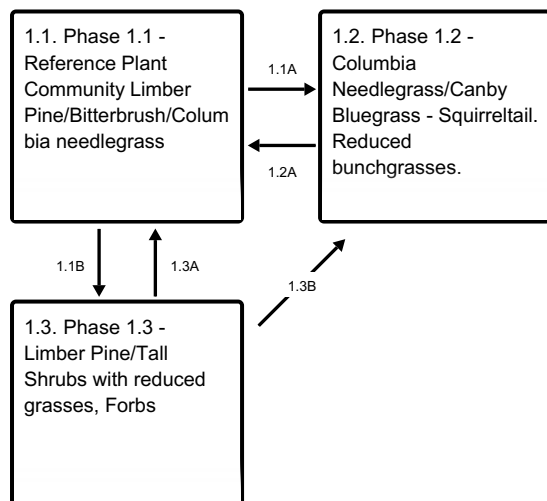 1.1. Phase 1.1 -
Reference Plant
Community Limber
Pine/Bitterbrush/Colum
bia needlegrass
1.1A
1.2A
1.2. Phase 1.2 -
Columbia
Needlegrass/Canby
Bluegrass - Squirreltail.
Reduced
bunchgrasses.
1.1B
1.3A
1.3B
1.3. Phase 1.3 -
Limber Pine/Tall
Shrubs with reduced
grasses, Forbs